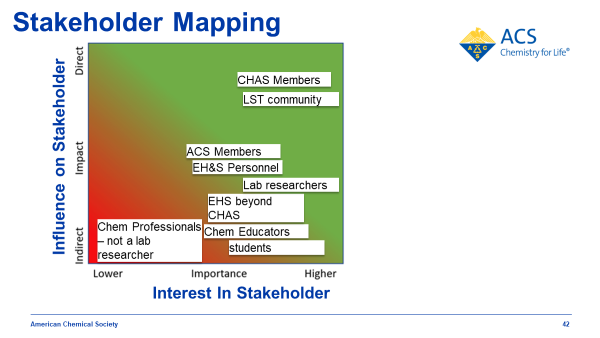 Stakeholder Mapping
ACS
Chemistry for Life®
A C S
Influence on Stakeholder
Direct
Impact
Indirect
CHAS Members
LST community
ACS Members
EH&S Personnel
Lab researchers
EHS beyond
CHAS
Chem Professionals
– not a lab
researcher
Chem Educators
students
Lower
Importance
Higher
Interest In Stakeholder
American Chemical Society
42